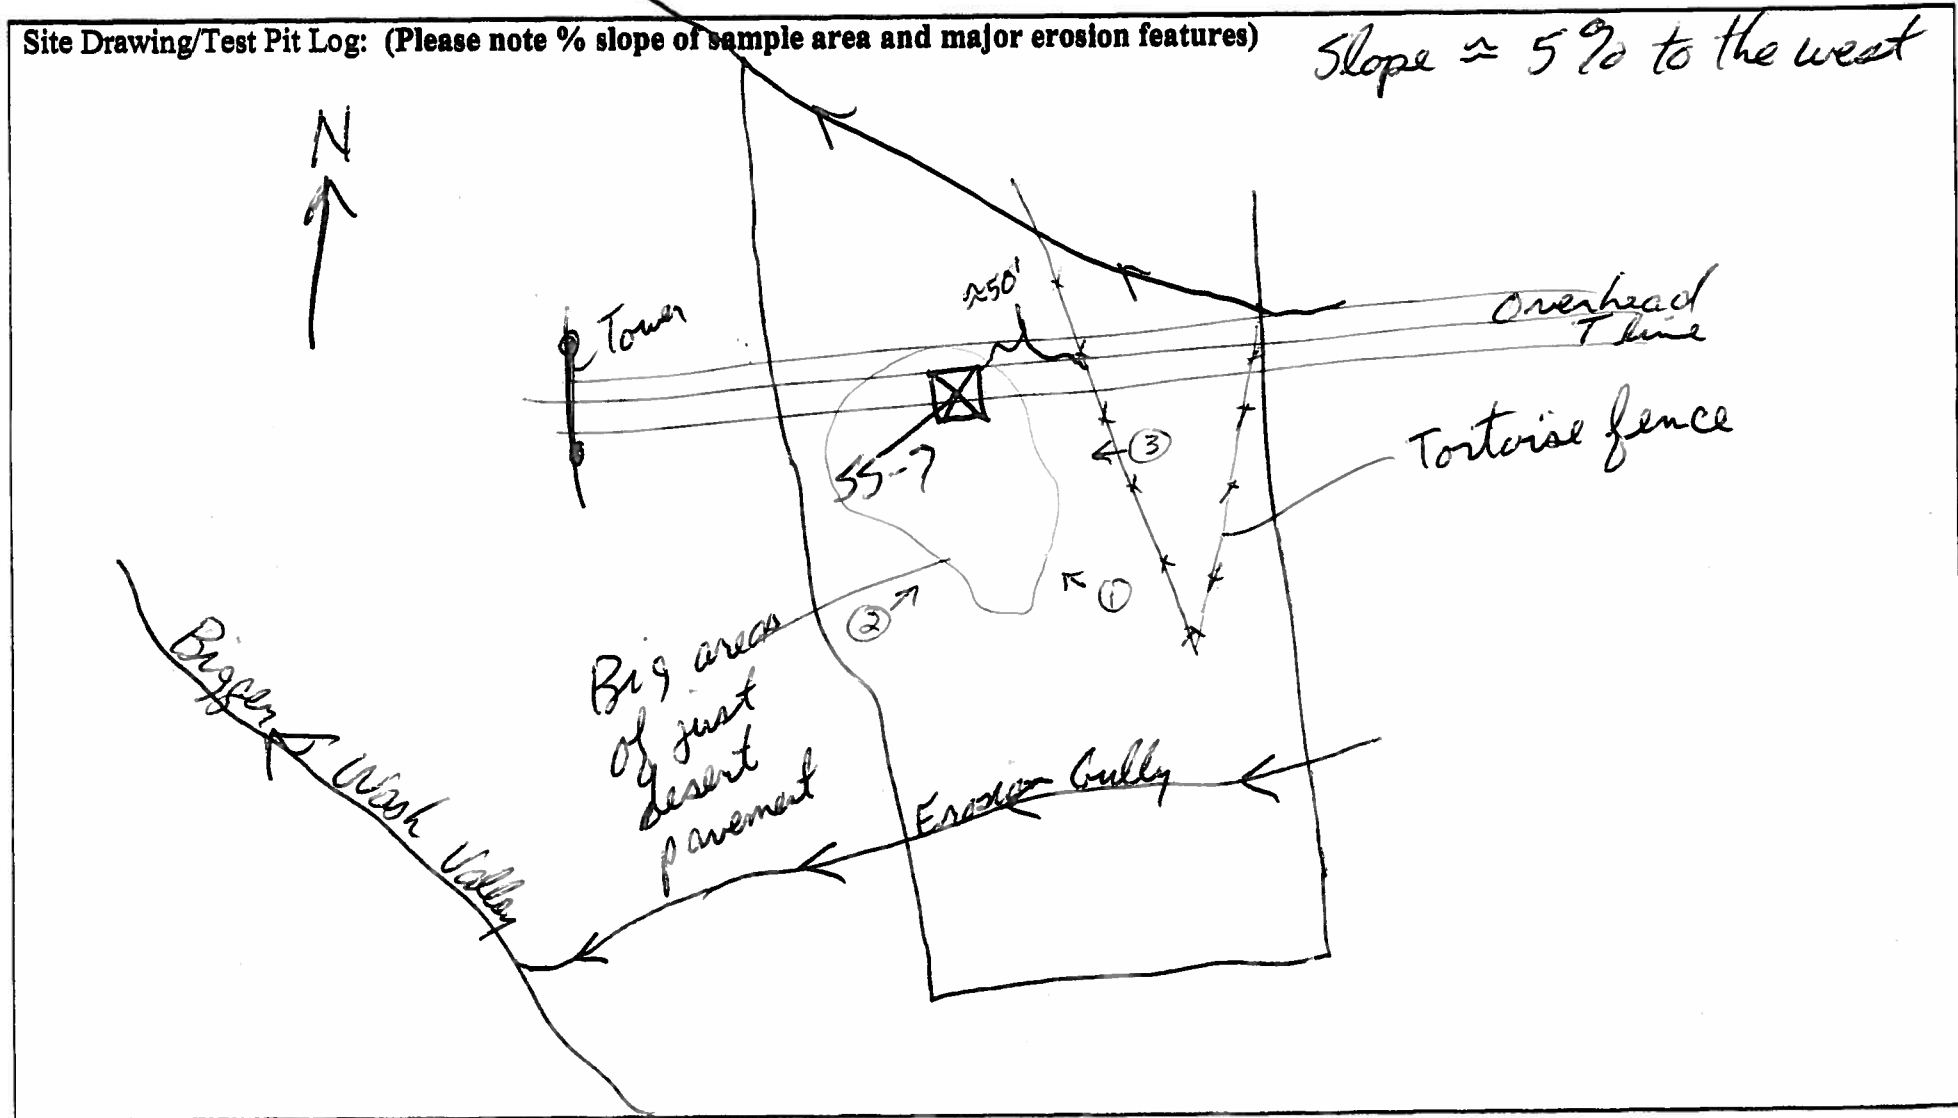 Site Drawing/Test Pit Log: (Please note % slope of sample area and major erosion features)
Slope ≈ 5% to the west
N
≈50'
Tower
Overhead
T line
SS-7
③
Tortoise fence
①
②
Big areas
of just
desert
pavement
Bigger Wash Valley
Erosion Gully